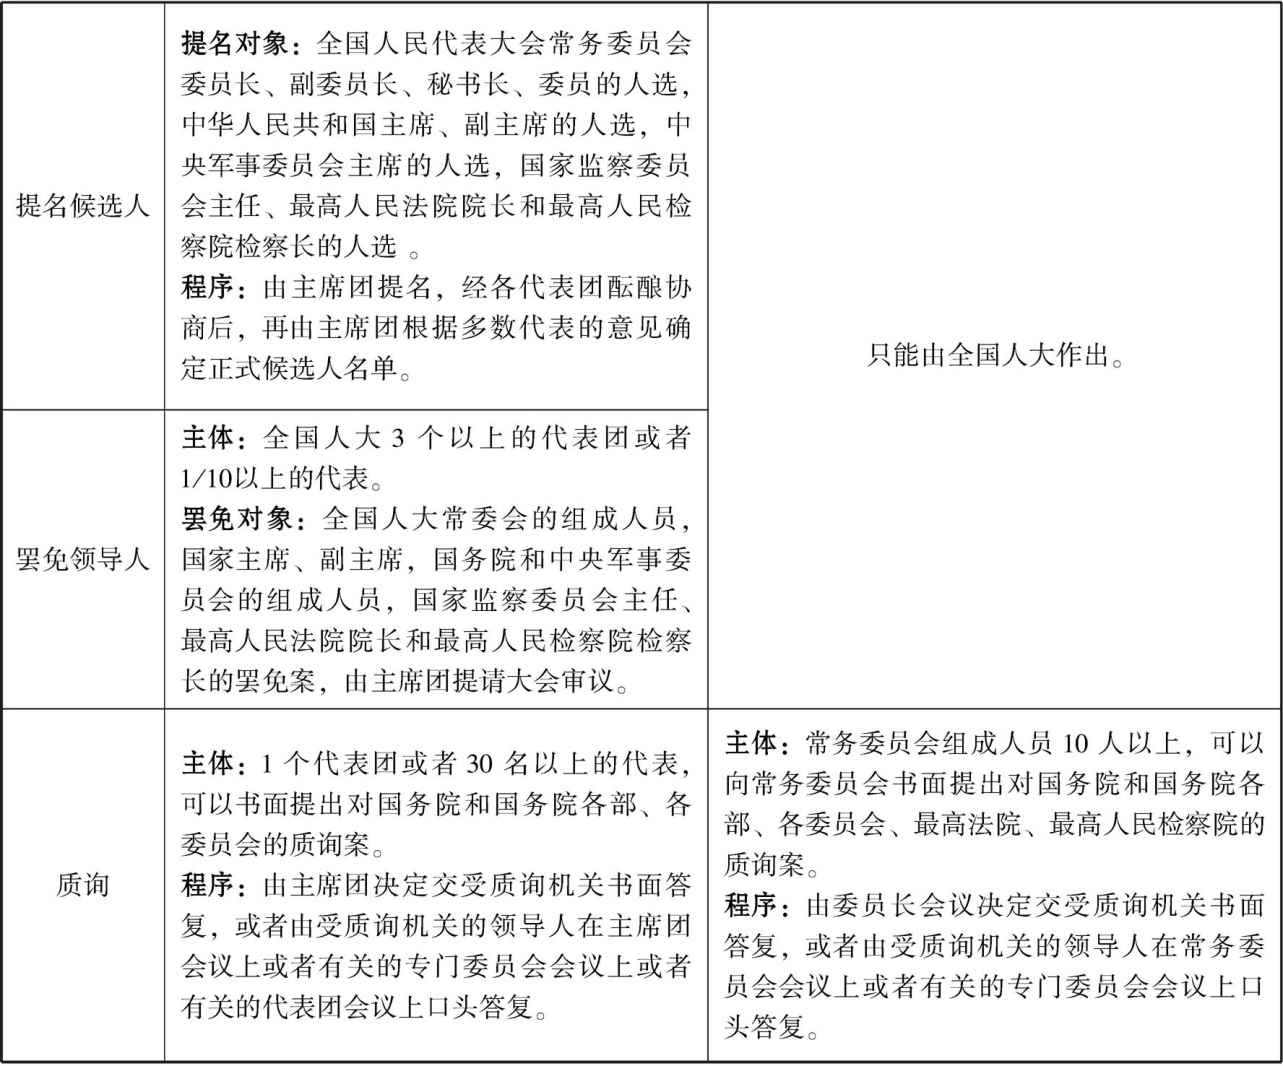 提名候选人
提名对象：全国人民代表大会常务委员会
委员长、副委员长、秘书长、委员的人选，
中华人民共和国主席、副主席的人选，中
央军事委员会主席的人选，国家监察委员
会主任、最高人民法院院长和最高人民检
察院检察长的人选 。
程序：由主席团提名，经各代表团酝酿协
商后，再由主席团根据多数代表的意见确
定正式候选人名单。
只能由全国人大作出。
罢免领导人
主体：全国人大 3 个以上的代表团或者
1/10以上的代表。
罢免对象：全国人大常委会的组成人员，
国家主席、副主席，国务院和中央军事委
员会的组成人员，国家监察委员会主任、
最高人民法院院长和最高人民检察院检察
长的罢免案，由主席团提请大会审议。
质询
主体：1 个代表团或者 30 名以上的代表，
可以书面提出对国务院和国务院各部、各
委员会的质询案。
程序：由主席团决定交受质询机关书面答
复，或者由受质询机关的领导人在主席团
会议上或者有关的专门委员会会议上或者
有关的代表团会议上口头答复。
主体：常务委员会组成人员 10 人以上，可以
向常务委员会书面提出对国务院和国务院各
部、各委员会、最高法院、最高人民检察院的
质询案。
程序：由委员长会议决定交受质询机关书面
答复，或者由受质询机关的领导人在常务委
员会会议上或者有关的专门委员会会议上口
头答复。